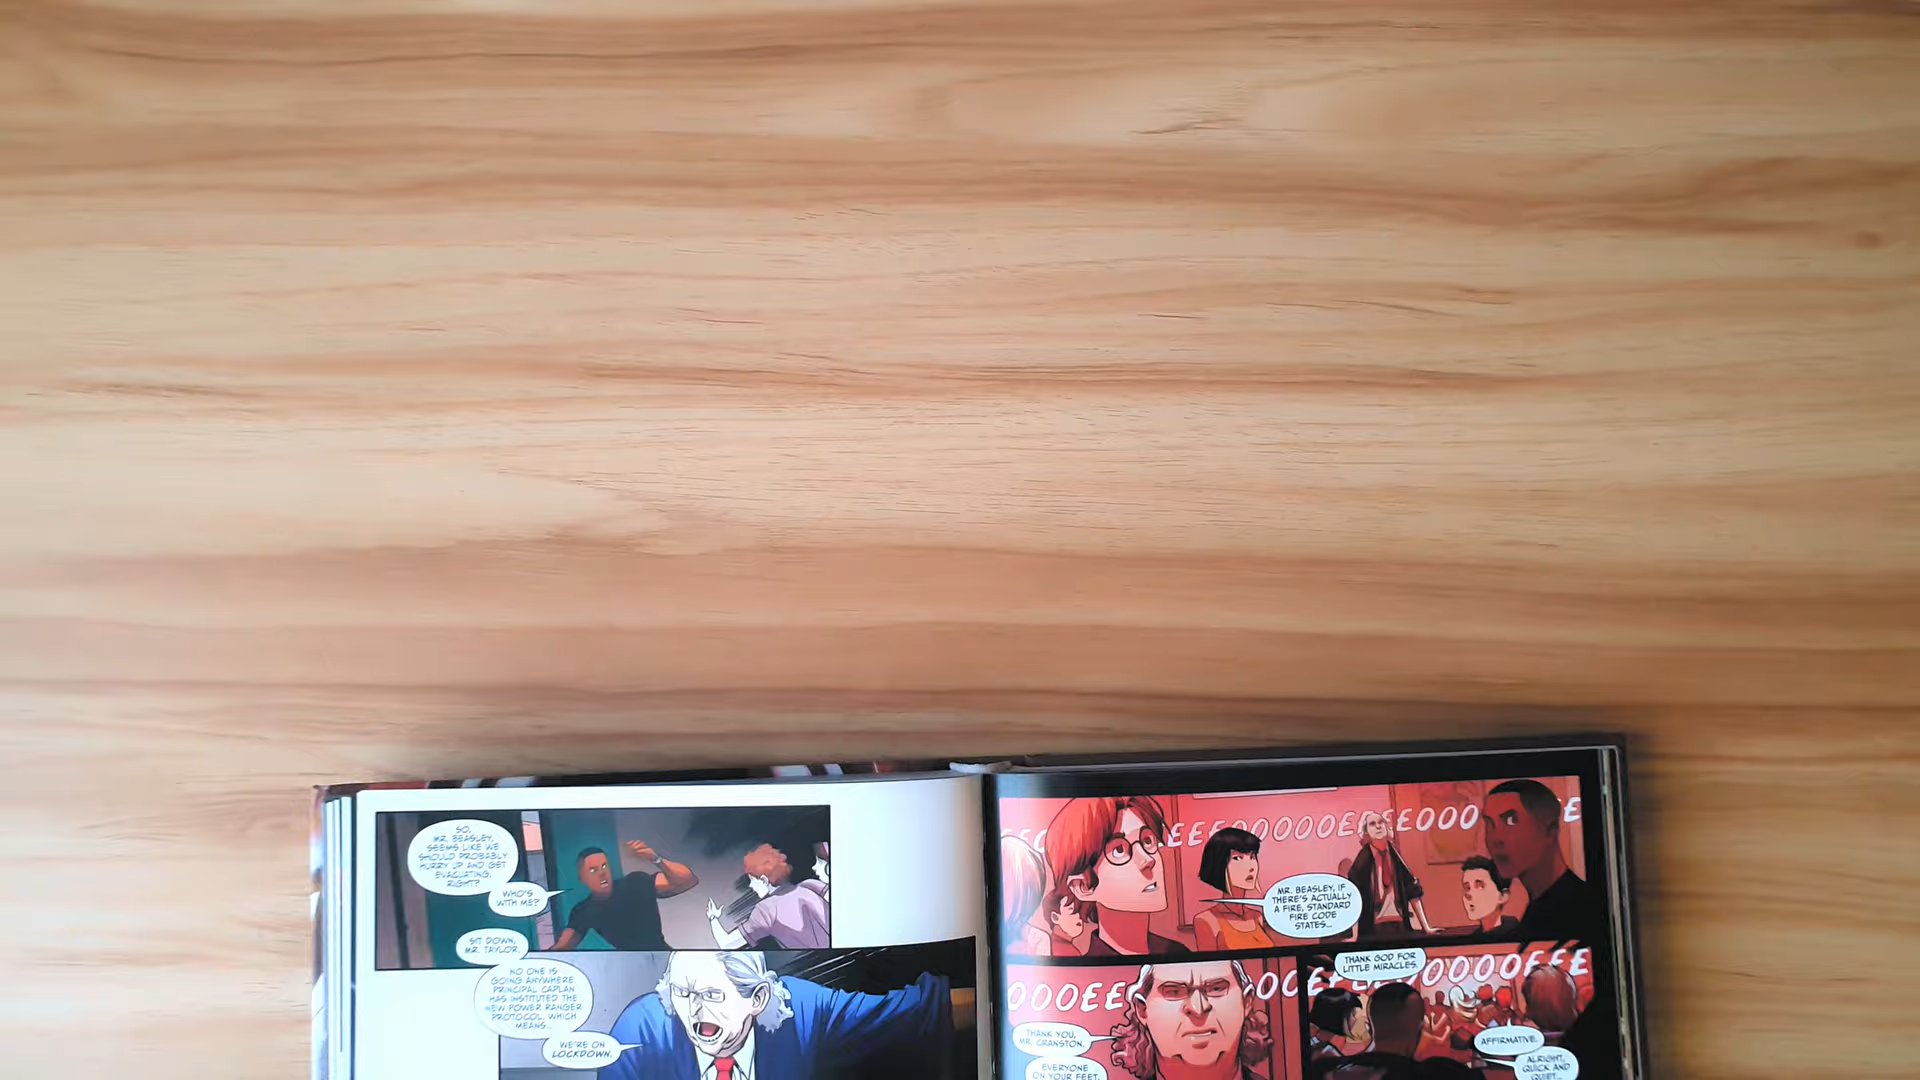 SO,
MR. BEASLEY,
SEEMS LIKE WE
SHOULD PROBABLY
HURRY UP AND GET
EVACUATING,
RIGHT?
WHO'S
WITH ME?
SIT DOWN,
MR. TAYLOR.
NO ONE IS
GOING ANYWHERE.
PRINCIPAL CAPLAN
HAS INSTITUTED THE
NEW POWER RANGER
PROTOCOL, WHICH
MEANS...
WE'RE ON
LOCKDOWN.
EEEOOOOOEEEEOOO
MR. BEASLEY, IF
THERE'S ACTUALLY
A FIRE, STANDARD
FIRE CODE
STATES...
OOOEE
THANK YOU,
MR. CRANSTON.
EVERYONE
ON YOUR FEET.
THANK GOD FOR
LITTLE MIRACLES.
AFFIRMATIVE.
ALRIGHT,
QUICK AND
QUIET...